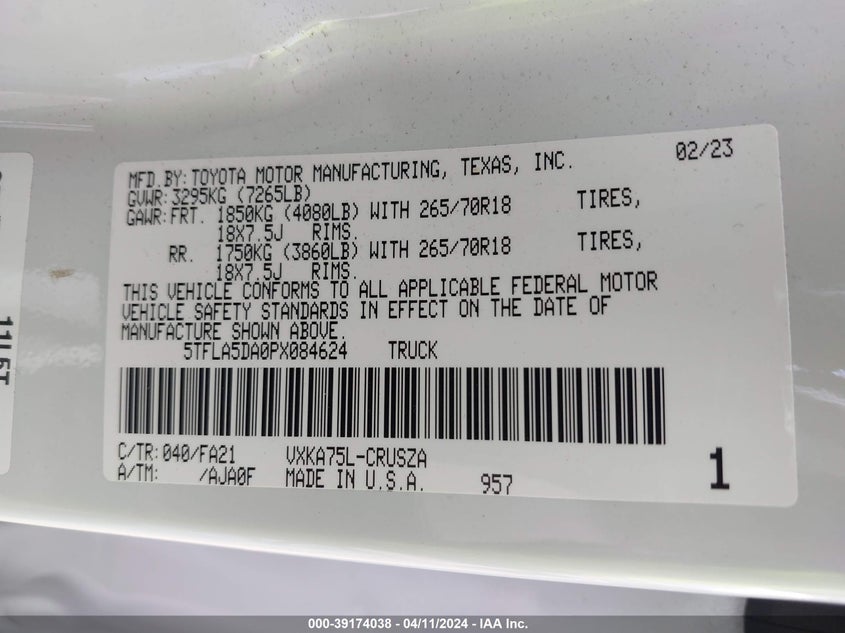 MFD.BY: TOYOTA MOTOR MANUFACTURING, TEXAS, INC. 02/23
GVWR: 3295KG (7265LB)
GAWR: FRT. 1850KG (4080LB) WITH 265/70R18 TIRES,
18X7.5J RIMS.
RR. 1750KG (3860LB) WITH 265/70R18 TIRES,
18X7.5J RIMS.
THIS VEHICLE CONFORMS TO ALL APPLICABLE FEDERAL MOTOR
VEHICLE SAFETY STANDARDS IN EFFECT ON THE DATE OF
MANUFACTURE SHOWN ABOVE.
5TFLA5DA0PX084624 TRUCK
C/TR: 040/FA21 VXKA75L-CRUSZA
A/TM: /AJA0F MADE IN U.S.A. 957 1
000-39174038 - 04/11/2024 - IAA Inc.